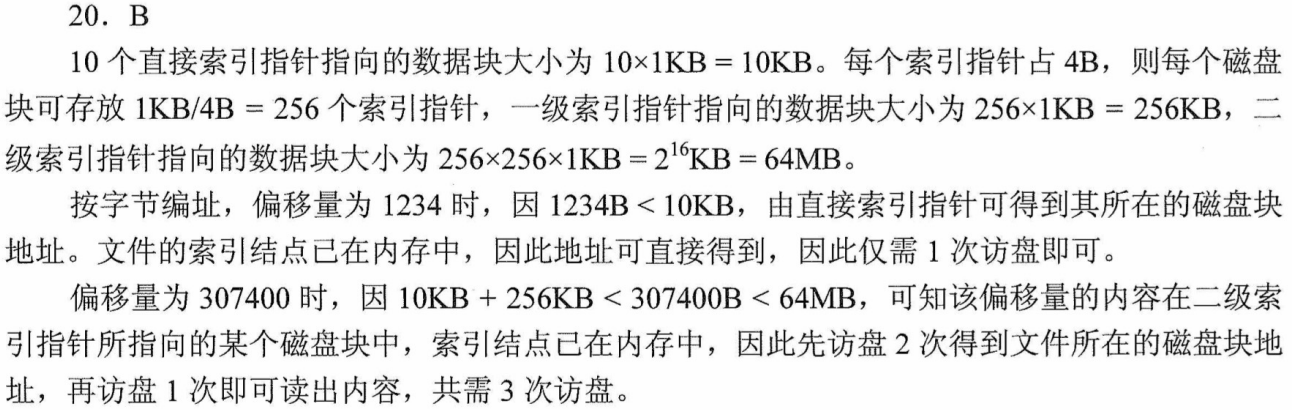 20．B
10 个直接索引指针指向的数据块大小为 10×1KB = 10KB。每个索引指针占 4B，则每个磁盘
块可存放 1KB/4B = 256 个索引指针，一级索引指针指向的数据块大小为 256×1KB = 256KB，二
级索引指针指向的数据块大小为 256×256×1KB = 2¹⁶KB = 64MB。
按字节编址，偏移量为 1234 时，因 1234B < 10KB，由直接索引指针可得到其所在的磁盘块
地址。文件的索引结点已在内存中，因此地址可直接得到，因此仅需 1 次访盘即可。
偏移量为 307400 时，因 10KB + 256KB < 307400B < 64MB，可知该偏移量的内容在二级索
引指针所指向的某个磁盘块中，索引结点已在内存中，因此先访盘 2 次得到文件所在的磁盘块地
址，再访盘 1 次即可读出内容，共需 3 次访盘。